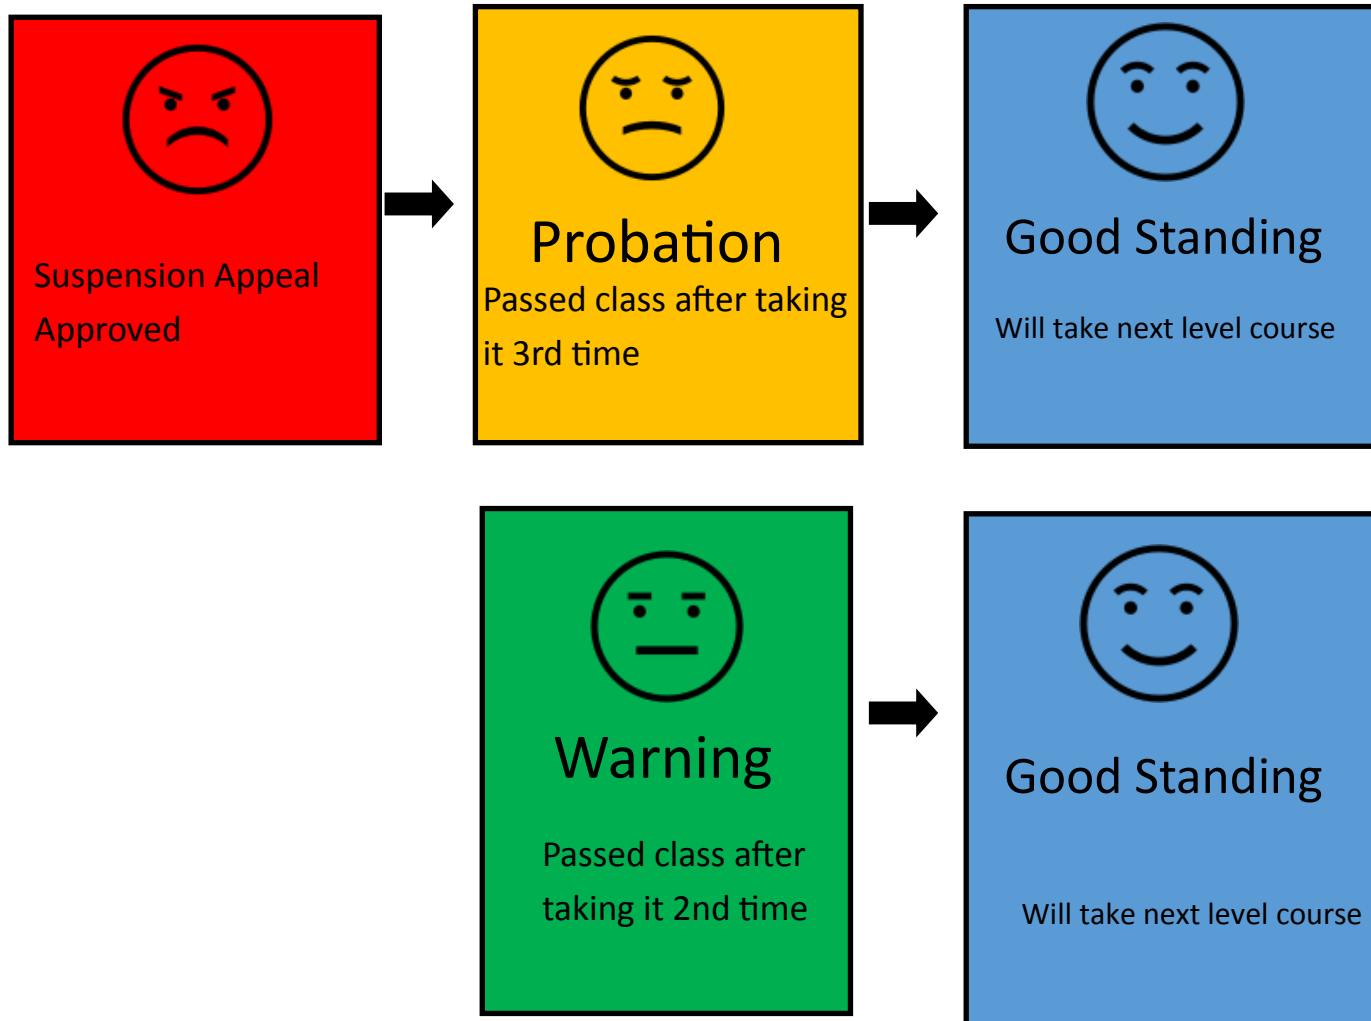 Suspension Appeal
Approved
Probation
Passed class after taking
it 3rd time
Good Standing
Will take next level course
Warning
Passed class after
taking it 2nd time
Good Standing
Will take next level course